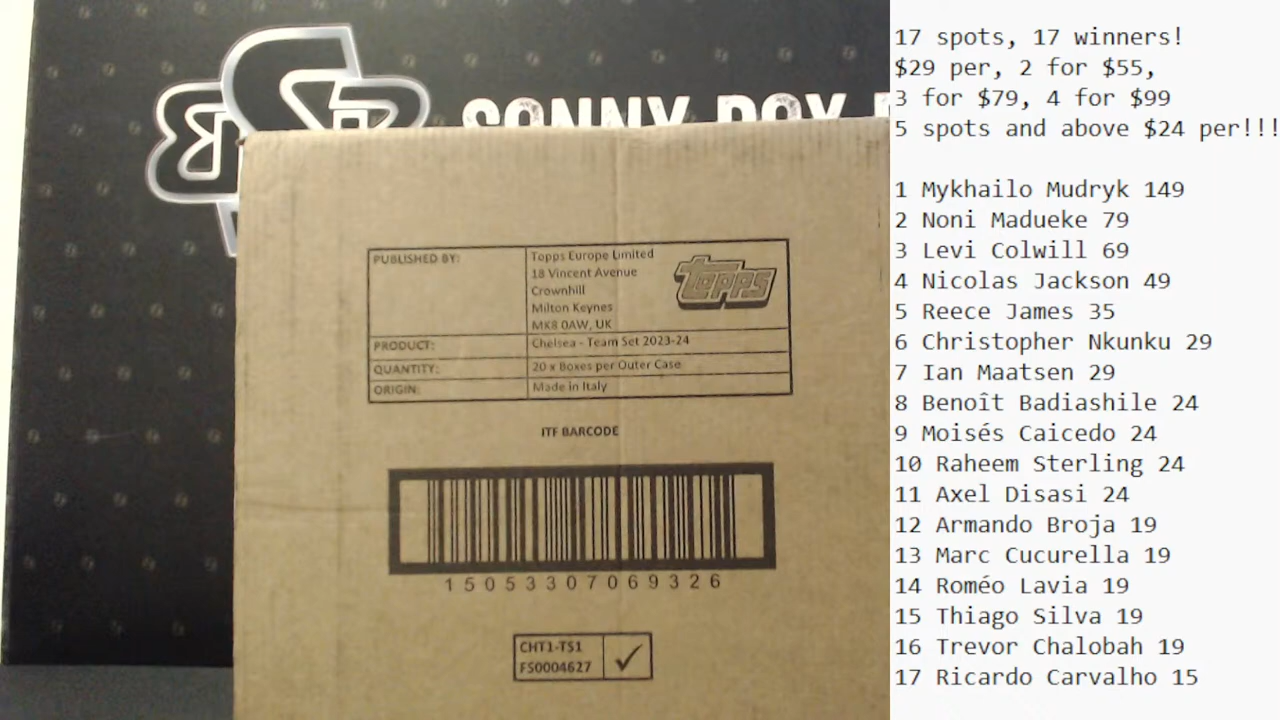 SONNY BOY
PUBLISHED BY:
Topps Europe Limited
18 Vincent Avenue
Crownhill
Milton Keynes
MK8 0AW, UK
TOPPS
PRODUCT: Chelsea - Team Set 2023-24
QUANTITY: 20 x Boxes per Outer Case
ORIGIN: Made in Italy
ITF BARCODE
15053307069326
CHT1-TS1
FS0004627
17 spots, 17 winners!
$29 per, 2 for $55,
3 for $79, 4 for $99
5 spots and above $24 per!!!
1 Mykhailo Mudryk 149
2 Noni Madueke 79
3 Levi Colwill 69
4 Nicolas Jackson 49
5 Reece James 35
6 Christopher Nkunku 29
7 Ian Maatsen 29
8 Benoît Badiashile 24
9 Moisés Caicedo 24
10 Raheem Sterling 24
11 Axel Disasi 24
12 Armando Broja 19
13 Marc Cucurella 19
14 Roméo Lavia 19
15 Thiago Silva 19
16 Trevor Chalobah 19
17 Ricardo Carvalho 15